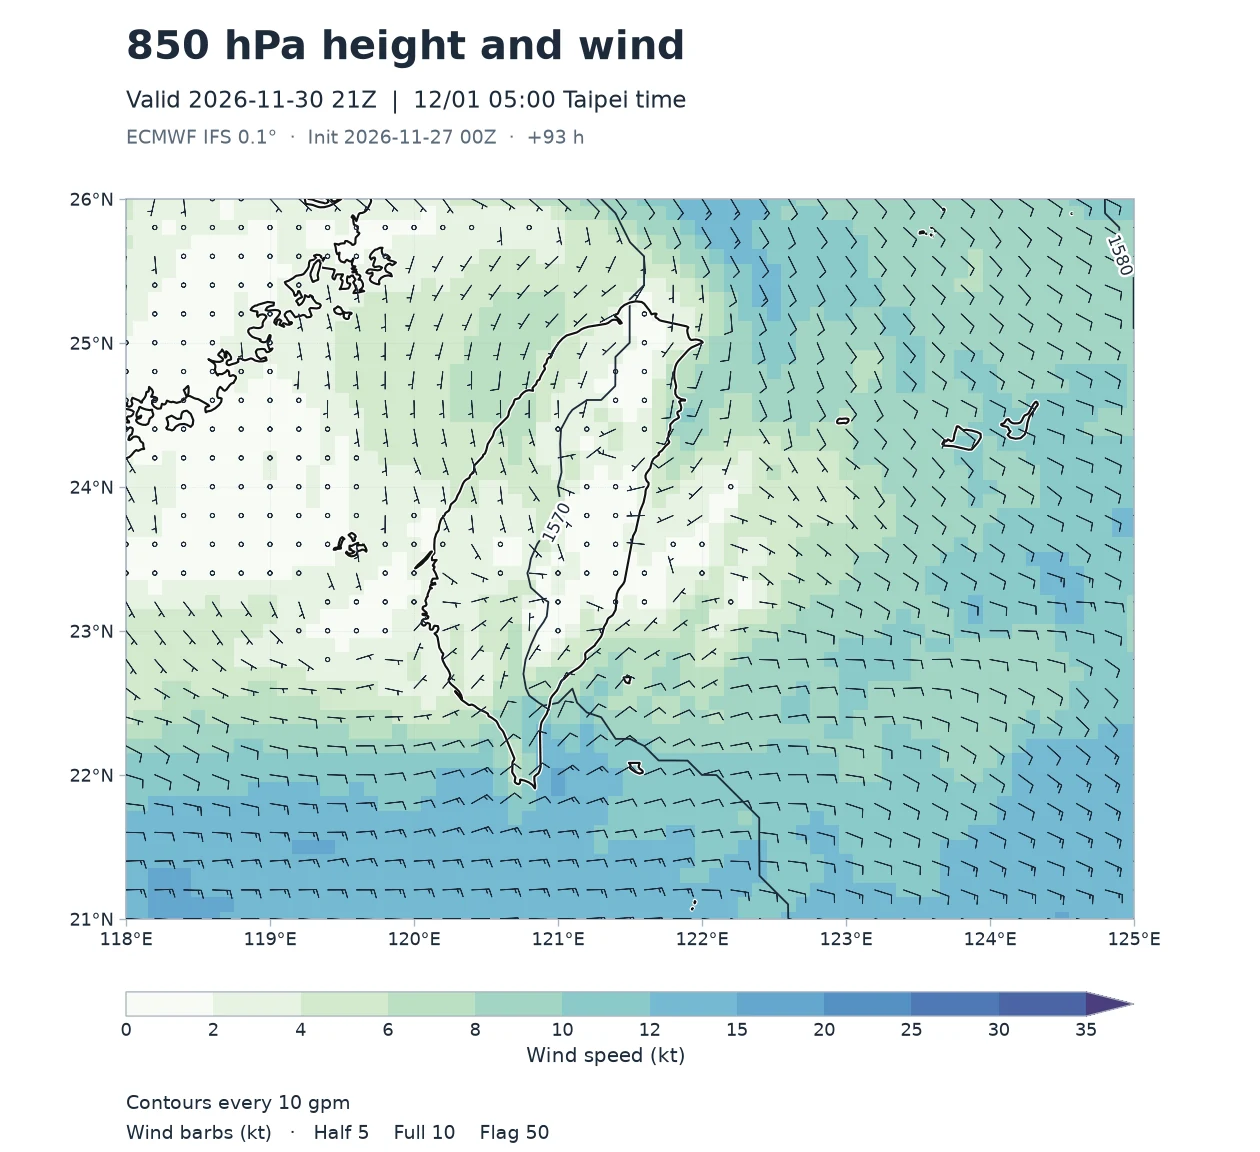 850 hPa height and wind
Valid 2026-11-30 21Z | 12/01 05:00 Taipei time
ECMWF IFS 0.1° · Init 2026-11-27 00Z · +93 h
26°N
25°N
24°N
23°N
22°N
21°N
1580
1570
118°E 119°E 120°E 121°E 122°E 123°E 124°E 125°E
0 2 4 6 8 10 12 15 20 25 30 35
Wind speed (kt)
Contours every 10 gpm
Wind barbs (kt) · Half 5 Full 10 Flag 50